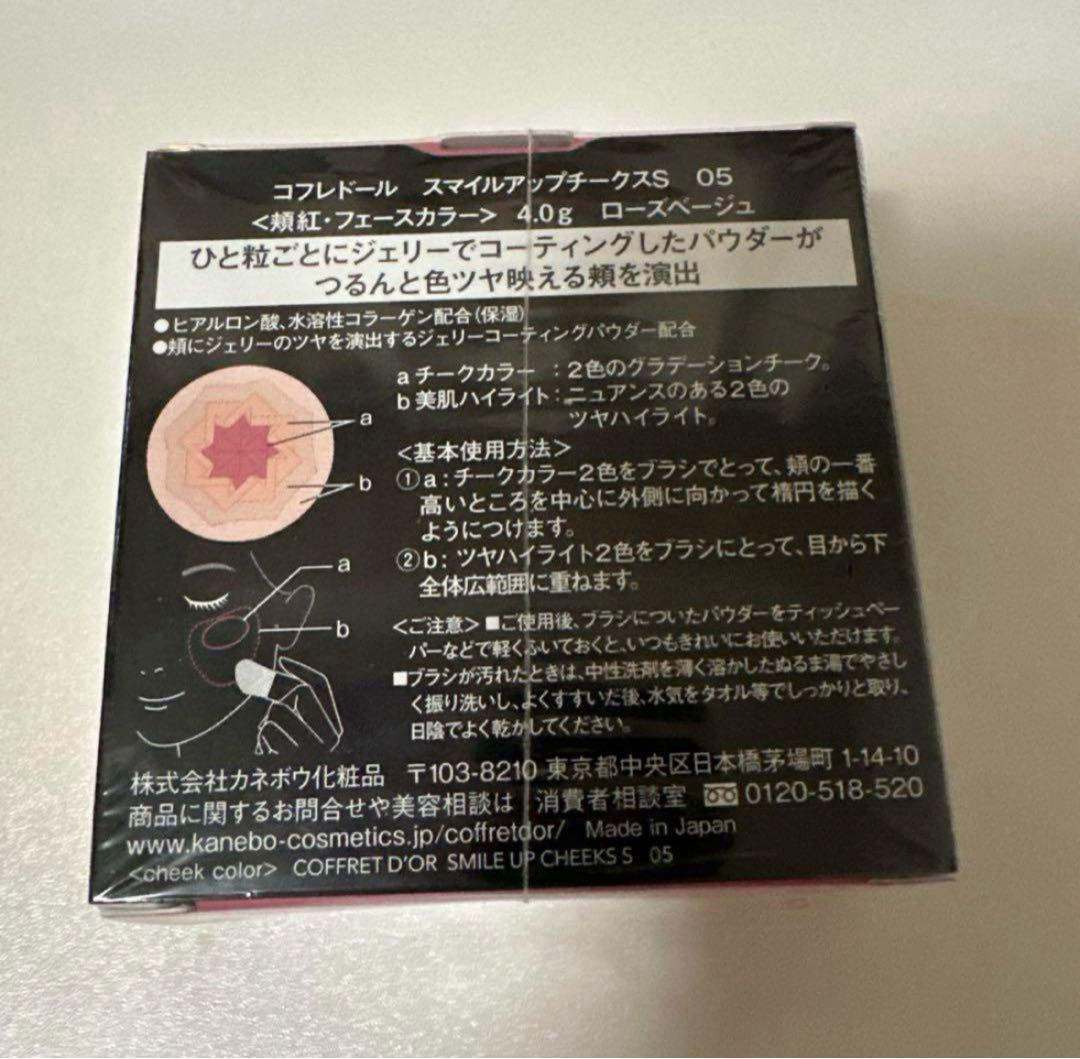 コフレドール スマイルアップチークスS 05
<頬紅・フェースカラー> 4.0g ローズベージュ
ひと粒ごとにジェリーでコーティングしたパウダーが
つるんと色ツヤ映える頬を演出
●ヒアルロン酸、水溶性コラーゲン配合(保湿)
●頬にジェリーのツヤを演出するジェリーコーティングパウダー配合
a チークカラー :2色のグラデーションチーク。
b 美肌ハイライト:ニュアンスのある2色の
ツヤハイライト。
a
b
<基本使用方法>
①a:チークカラー2色をブラシでとって、頬の一番
高いところを中心に外側に向かって楕円を描く
ようにつけます。
②b:ツヤハイライト2色をブラシにとって、目から下
全体広範囲に重ねます。
a
b
<ご注意>■ご使用後、ブラシについたパウダーをティッシュペー
パーなどで軽くふいておくと、いつもきれいにお使いいただけます。
■ブラシが汚れたときは、中性洗剤を薄く溶かしたぬるま湯でやさし
く振り洗いし、よくすすいだ後、水気をタオル等でしっかりと取り、
日陰でよく乾かしてください。
株式会社カネボウ化粧品 〒103-8210 東京都中央区日本橋茅場町 1-14-10
商品に関するお問合せや美容相談は 消費者相談室 0120-518-520
www.kanebo-cosmetics.jp/coffretdor/ Made in Japan
<cheek color> COFFRET D'OR SMILE UP CHEEKS S 05